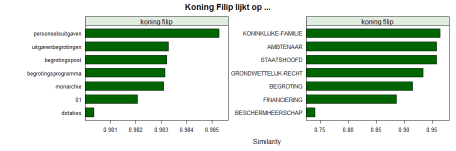 Koning Filip lijkt op ...
koning filip
personeelsuitgaven
uitgavenbegrotingen
begrotingspost
begrotingsprogramma
monarchie
01
dotaties
0.981 0.982 0.983 0.984 0.985
koning filip
KONINKLIJKE-FAMILIE
AMBTENAAR
STAATSHOOFD
GRONDWETTELIJK-RECHT
BEGROTING
FINANCIERING
BESCHERMHEERSCHAP
0.75 0.80 0.85 0.90 0.95
Similarity